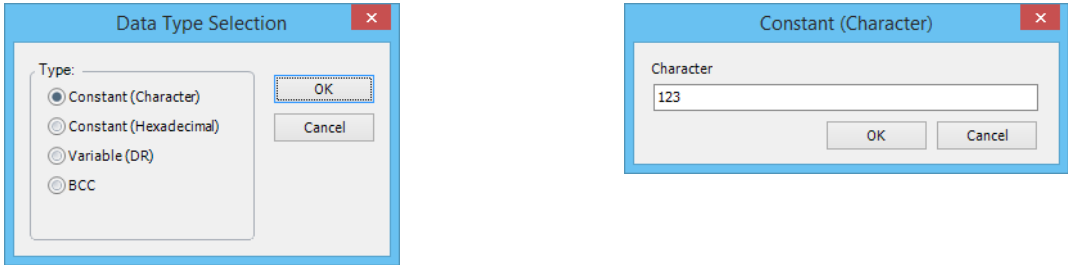 Data Type Selection
Type:
Constant (Character)
Constant (Hexadecimal)
Variable (DR)
BCC
OK
Cancel
Constant (Character)
Character
123
OK
Cancel